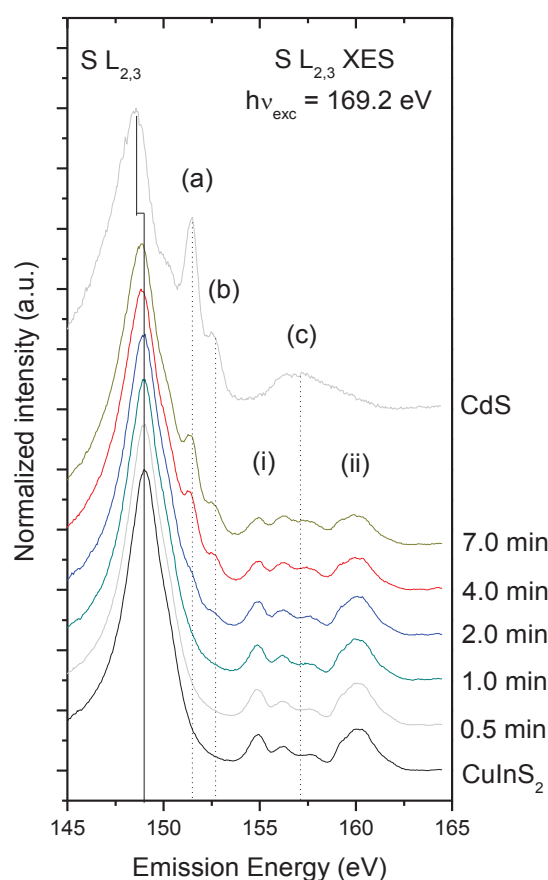 S L2,3
S L2,3 XES
hνexc = 169.2 eV
(a)
(b)
(c)
CdS
(i)
(ii)
7.0 min
4.0 min
2.0 min
1.0 min
0.5 min
CuInS2
Normalized intensity (a.u.)
145 150 155 160 165
Emission Energy (eV)